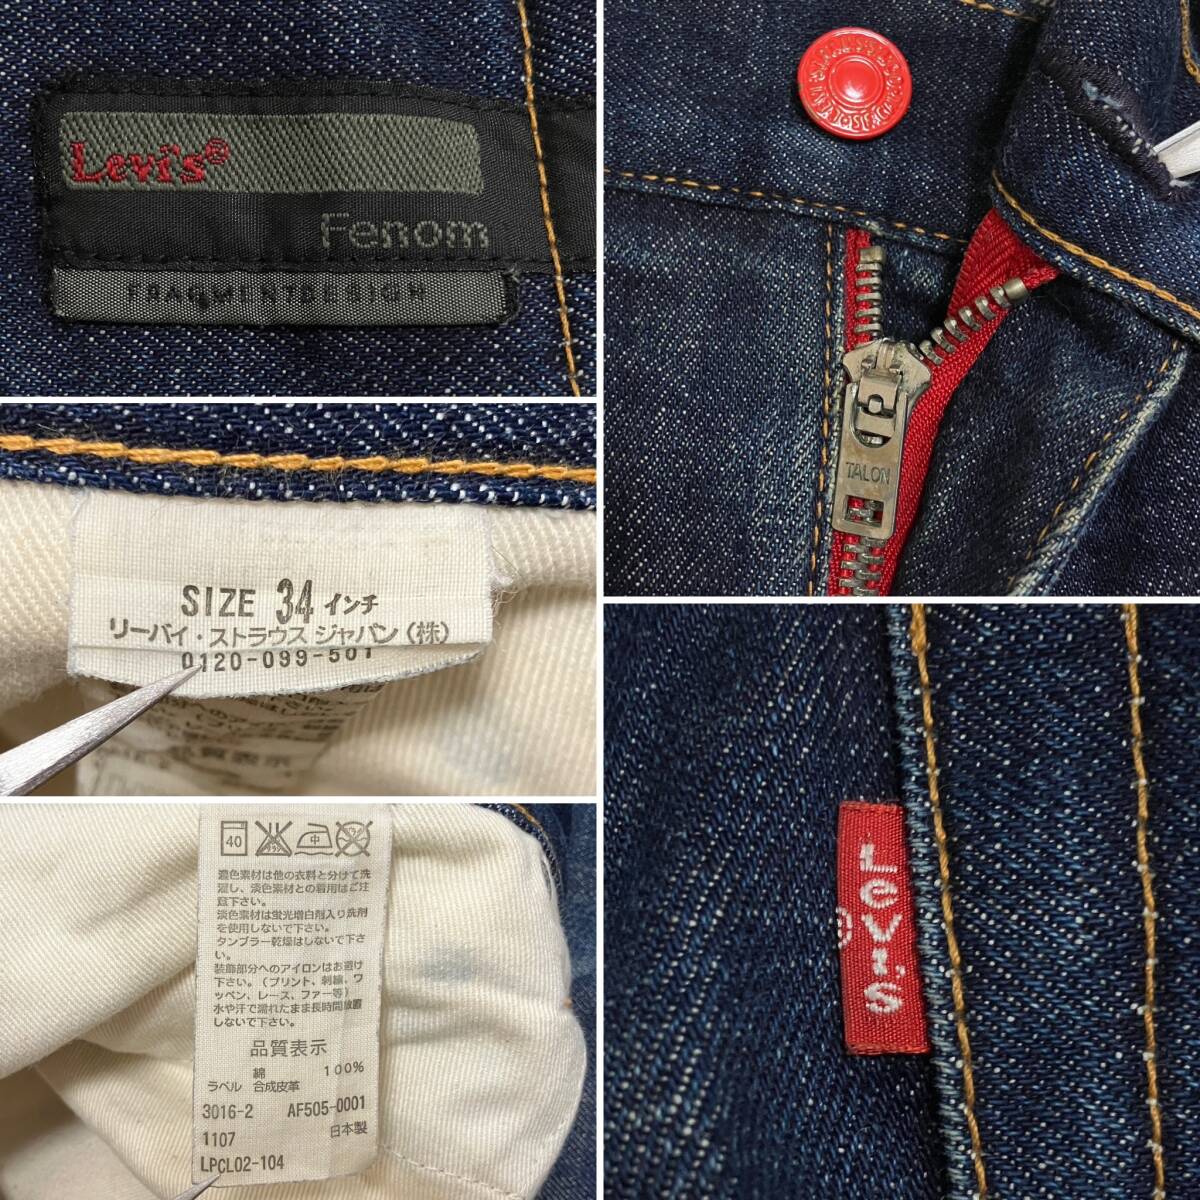 Levi's®
Fenom
FRAGMENTDESIGN
TALON
SIZE 34 インチ
リーバイ・ストラウス ジャパン(株)
0120-099-501
品質表示
Levi's
®
40
中
濃色素材は他の衣料と分けて洗
濯し、淡色素材との着用はご注
意下さい。
淡色素材は蛍光増白剤入り洗剤
を使用しないで下さい。
タンブラー乾燥はしないで下さ
い。
装飾部分へのアイロンはお避け
下さい。(プリント、刺繍、ワ
ッペン、レース、ファー等)
水や汗で濡れたまま長時間放置
しないで下さい。
品質表示
綿 100%
ラベル 合成皮革
3016-2 AF505-0001
1107 日本製
LPCL02-104